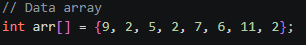 // Data array
int arr[] = {9, 2, 5, 2, 7, 6, 11, 2};